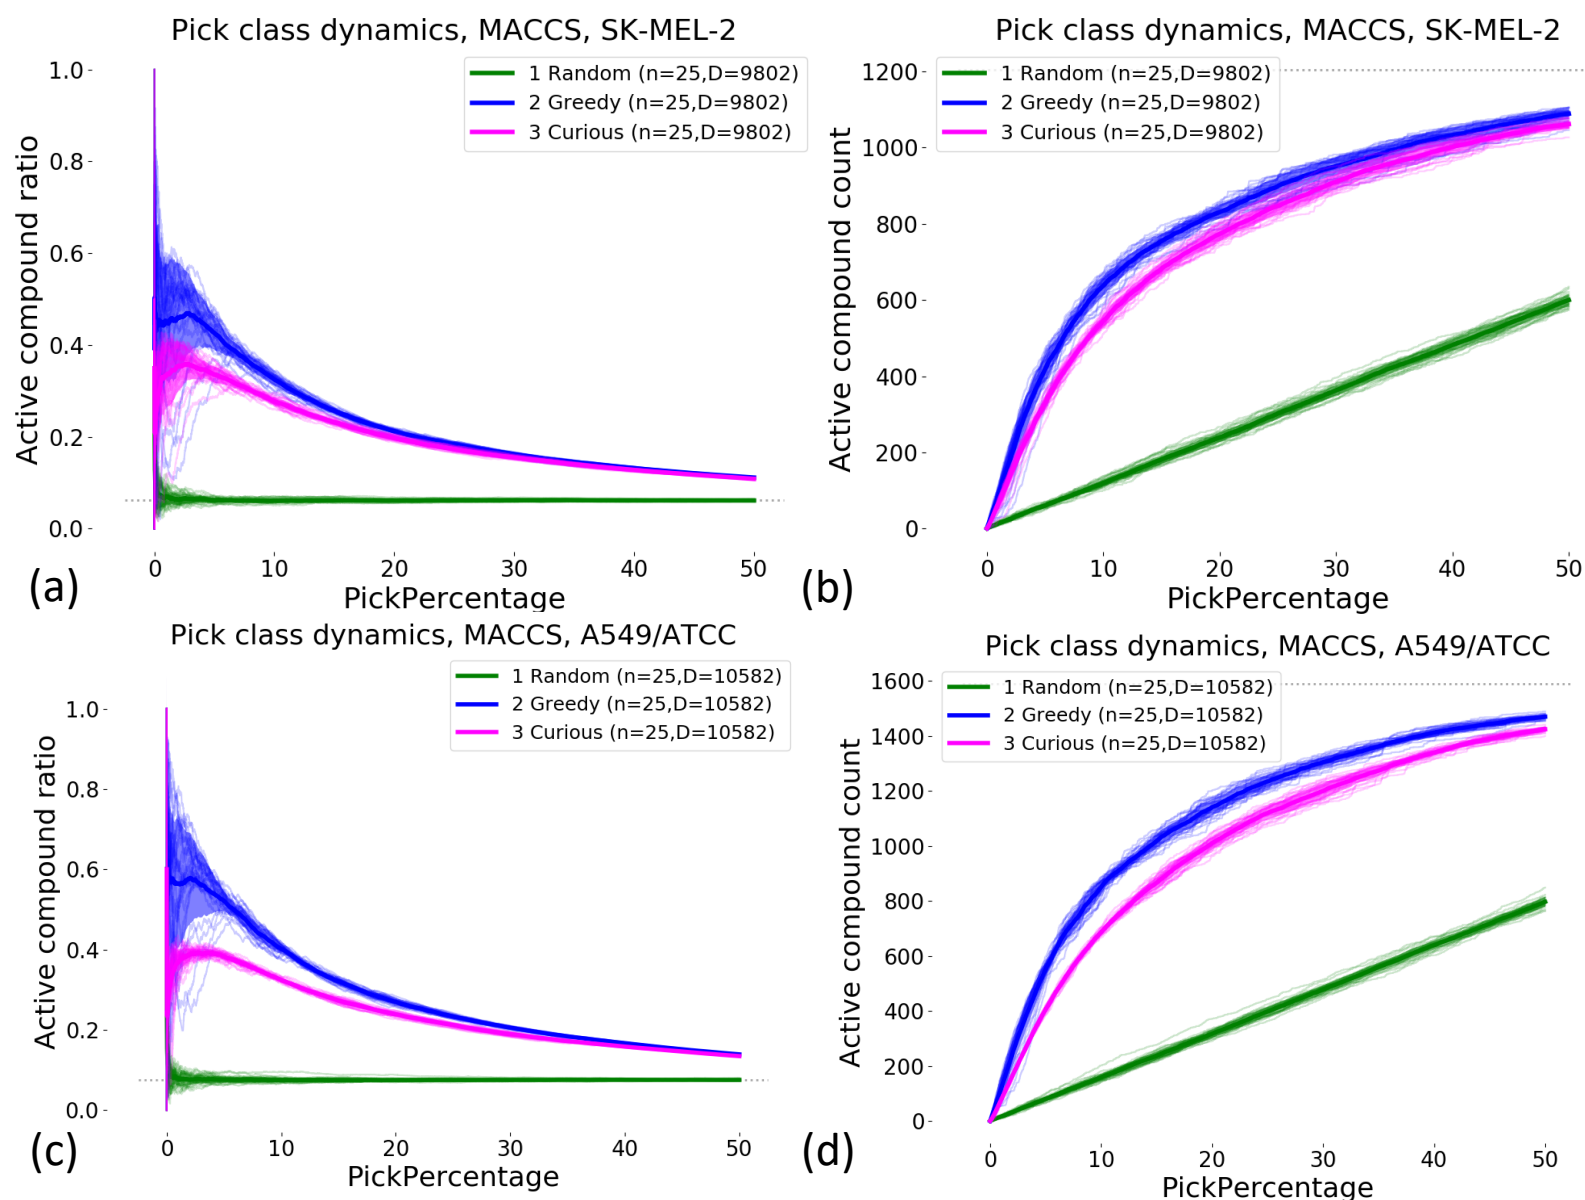 Pick class dynamics, MACCS, SK-MEL-2
1 Random (n=25,D=9802)
2 Greedy (n=25,D=9802)
3 Curious (n=25,D=9802)
Active compound ratio
1.0
0.8
0.6
0.4
0.2
0.0
0 10 20 30 40 50
PickPercentage
(a)
Pick class dynamics, MACCS, SK-MEL-2
1 Random (n=25,D=9802)
2 Greedy (n=25,D=9802)
3 Curious (n=25,D=9802)
Active compound count
1200
1000
800
600
400
200
0
0 10 20 30 40 50
PickPercentage
(b)
Pick class dynamics, MACCS, A549/ATCC
1 Random (n=25,D=10582)
2 Greedy (n=25,D=10582)
3 Curious (n=25,D=10582)
Active compound ratio
1.0
0.8
0.6
0.4
0.2
0.0
0 10 20 30 40 50
PickPercentage
(c)
Pick class dynamics, MACCS, A549/ATCC
1 Random (n=25,D=10582)
2 Greedy (n=25,D=10582)
3 Curious (n=25,D=10582)
Active compound count
1600
1400
1200
1000
800
600
400
200
0
0 10 20 30 40 50
PickPercentage
(d)